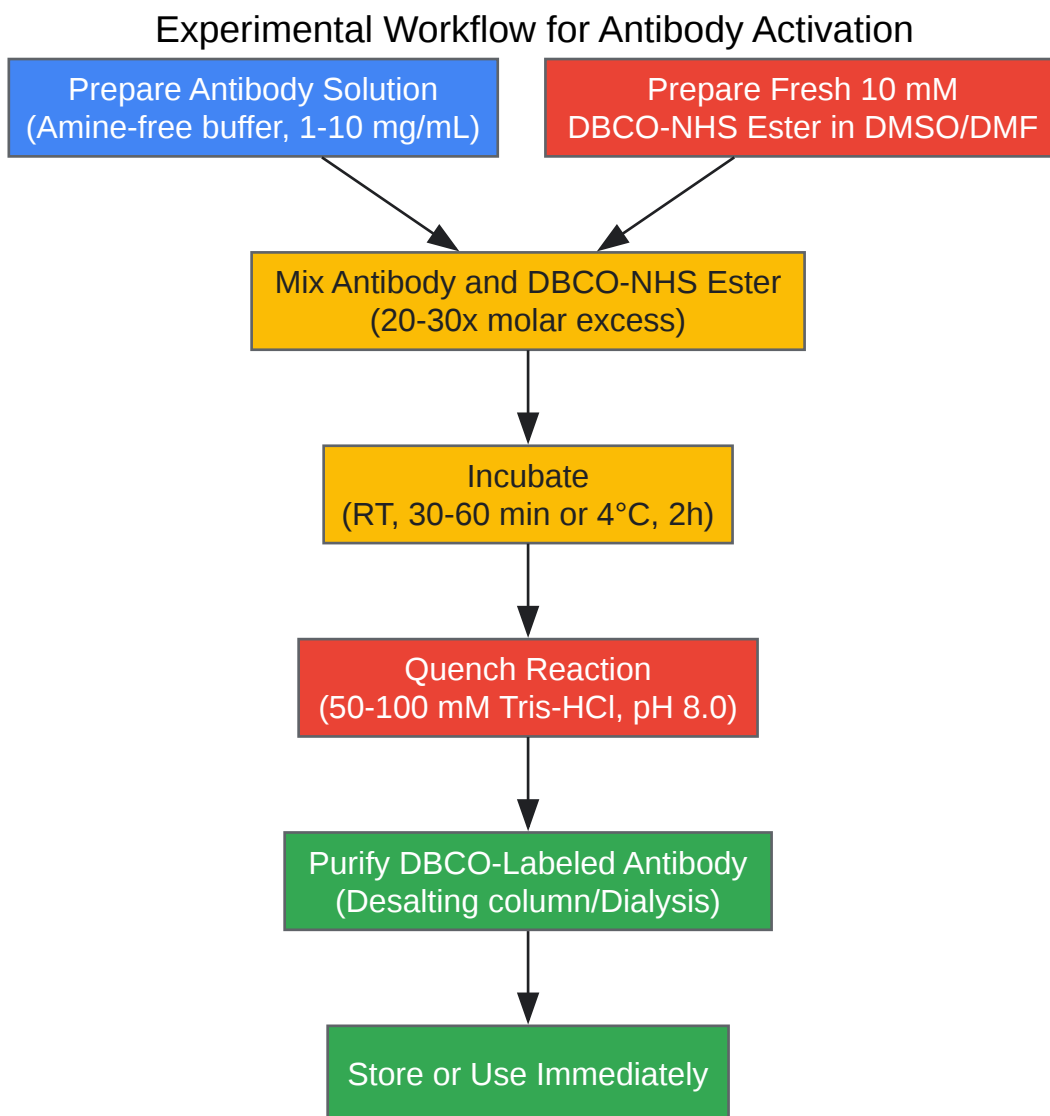 Experimental Workflow for Antibody Activation
Prepare Antibody Solution
(Amine-free buffer, 1-10 mg/mL)
Prepare Fresh 10 mM
DBCO-NHS Ester in DMSO/DMF
Mix Antibody and DBCO-NHS Ester
(20-30x molar excess)
Incubate
(RT, 30-60 min or 4°C, 2h)
Quench Reaction
(50-100 mM Tris-HCl, pH 8.0)
Purify DBCO-Labeled Antibody
(Desalting column/Dialysis)
Store or Use Immediately